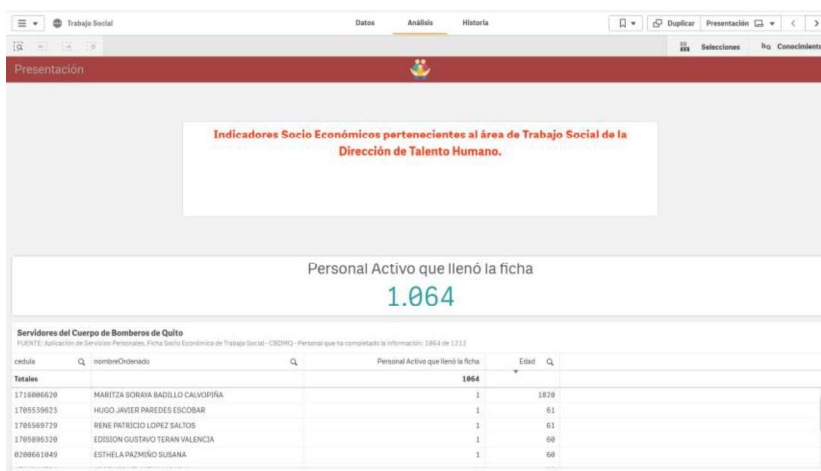 Trabajo Social
Datos Análisis Historia
Duplicar Presentación
Selecciones Conocimiento
Presentación
Indicadores Socio Económicos pertenecientes al área de Trabajo Social de la
Dirección de Talento Humano.
Personal Activo que llenó la ficha
1.064
Servidores del Cuerpo de Bomberos de Quito
FUENTE: Aplicación de Servicios Personales, Ficha Socio Económica de Trabajo Social - CBDMQ - Personal que ha completado la información: 1064 de 1212
cedula nombreOrdenado Personal Activo que llenó la ficha Edad
Totales 1064
1716006620 MARITZA SORAYA BADILLO CALVOPIÑA 1 1020
1705539623 HUGO JAVIER PAREDES ESCOBAR 1 61
1705569729 RENE PATRICIO LOPEZ SALTOS 1 61
1705896320 EDISION GUSTAVO TERAN VALENCIA 1 60
0200661049 ESTHELA PAZMIÑO SUSANA 1 60